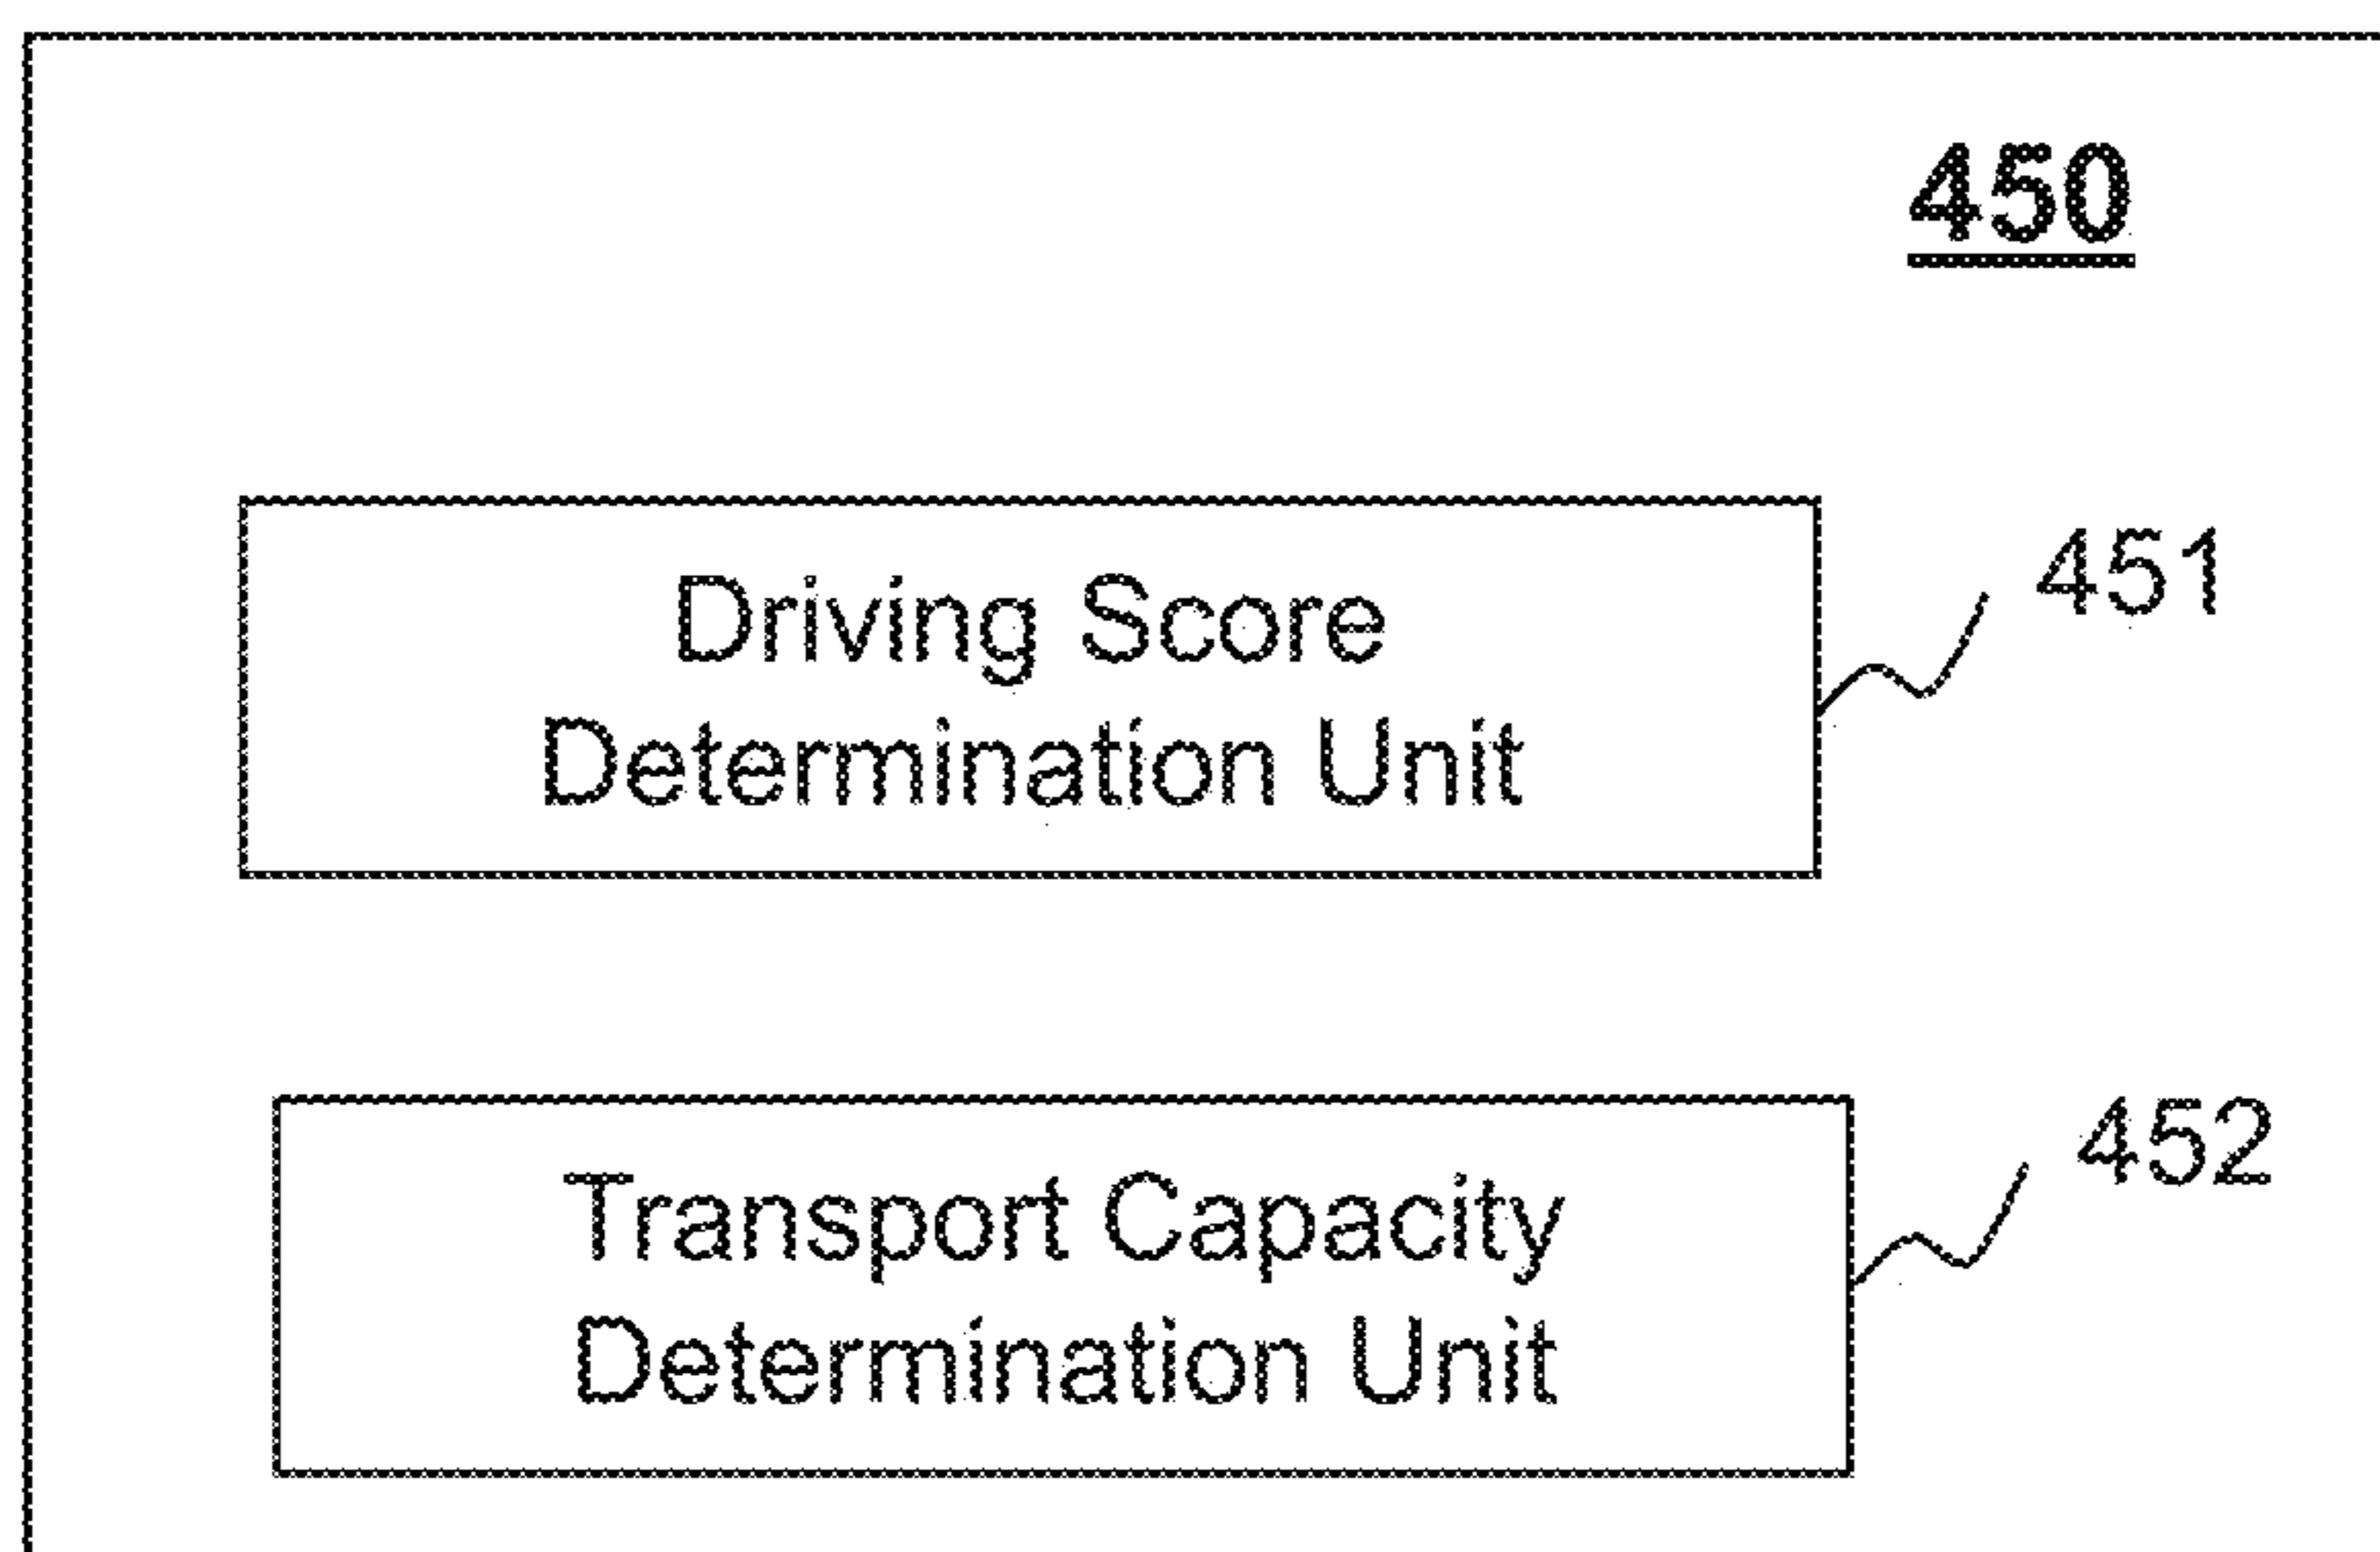 450
Driving Score
Determination Unit
451
Transport Capacity
Determination Unit
452